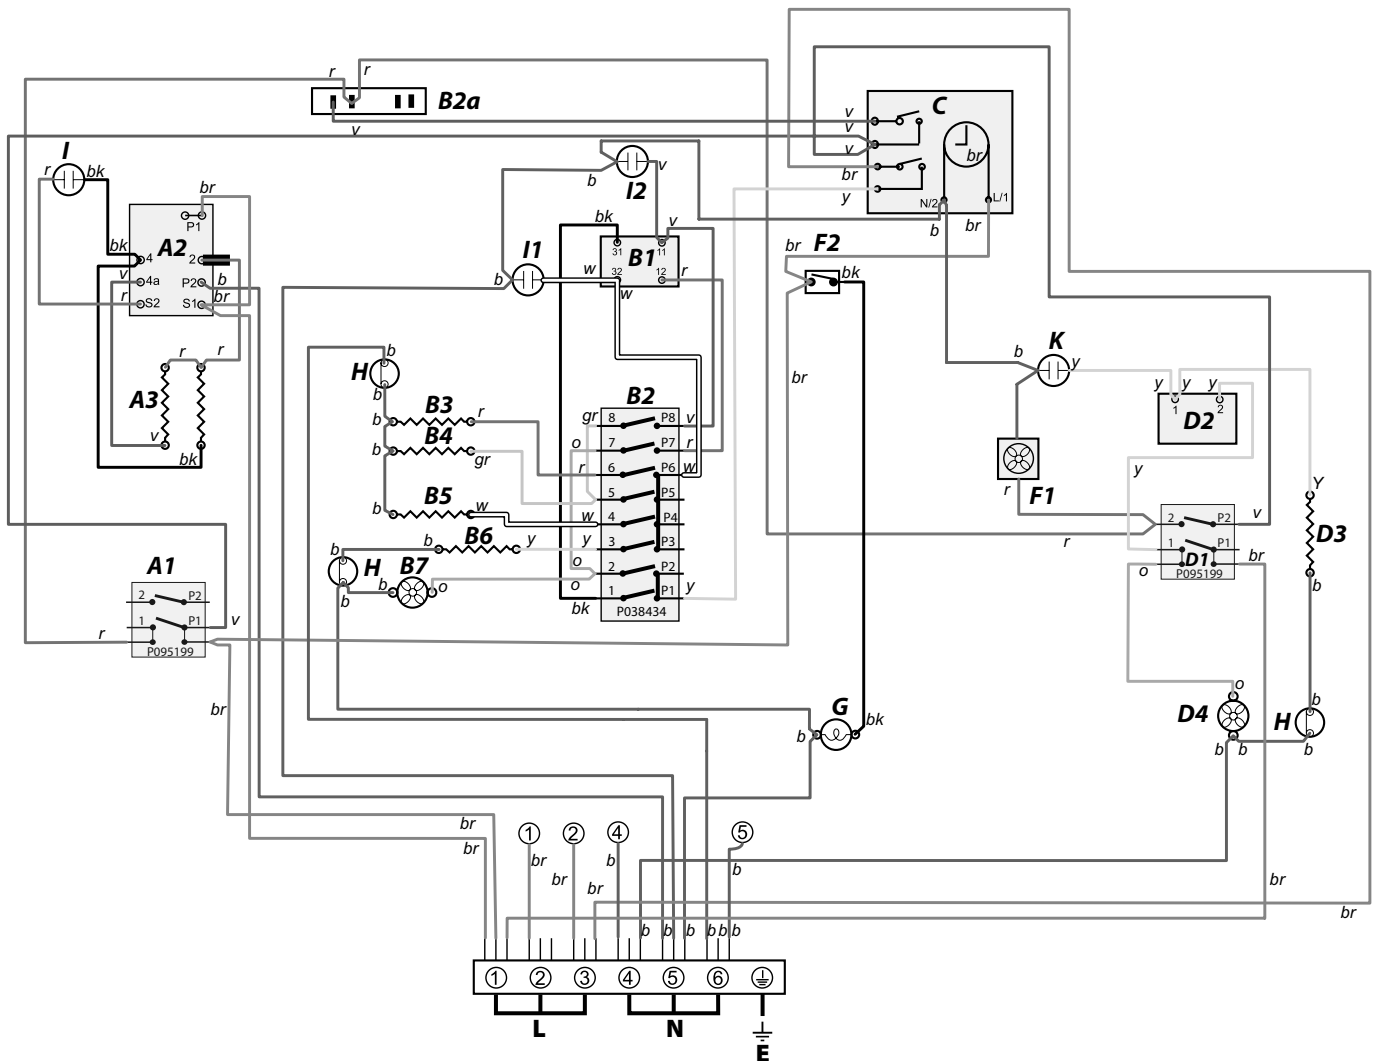 r
r
B2a
v
C
v
v
v
br
y
br
N/2
L/1
b
br
I
r
bk
br
P1
A2
bk
4
2
v
4a
P2
b
r
S2
S1
br
r
r
A3
v
bk
b
I2
v
bk
v
31
11
B1
I1
b
w
32
12
r
w
br
F2
bk
br
K
b
y
y
y
y
1
2
D2
F1
r
y
b
H
b
b
B3
r
b
B4
gr
b
B5
w
B6
b
b
y
H
B7
b
o
b
B2
gr
8
P8
v
o
7
P7
r
r
6
P6
w
5
P5
w
4
P4
y
3
P3
o
2
P2
o
bk
1
P1
y
P038434
A1
2
P2
1
P1
v
r
P095199
br
Y
D3
b
2
P2
v
r
1
P1
br
o
D1
P095199
G
b
bk
o
D4
b
H
b
b
b
br
br
1
2
4
5
br
br
br
b
b
br
br
b
b
b
b
b
b
1
2
3
4
5
6
L
N
E